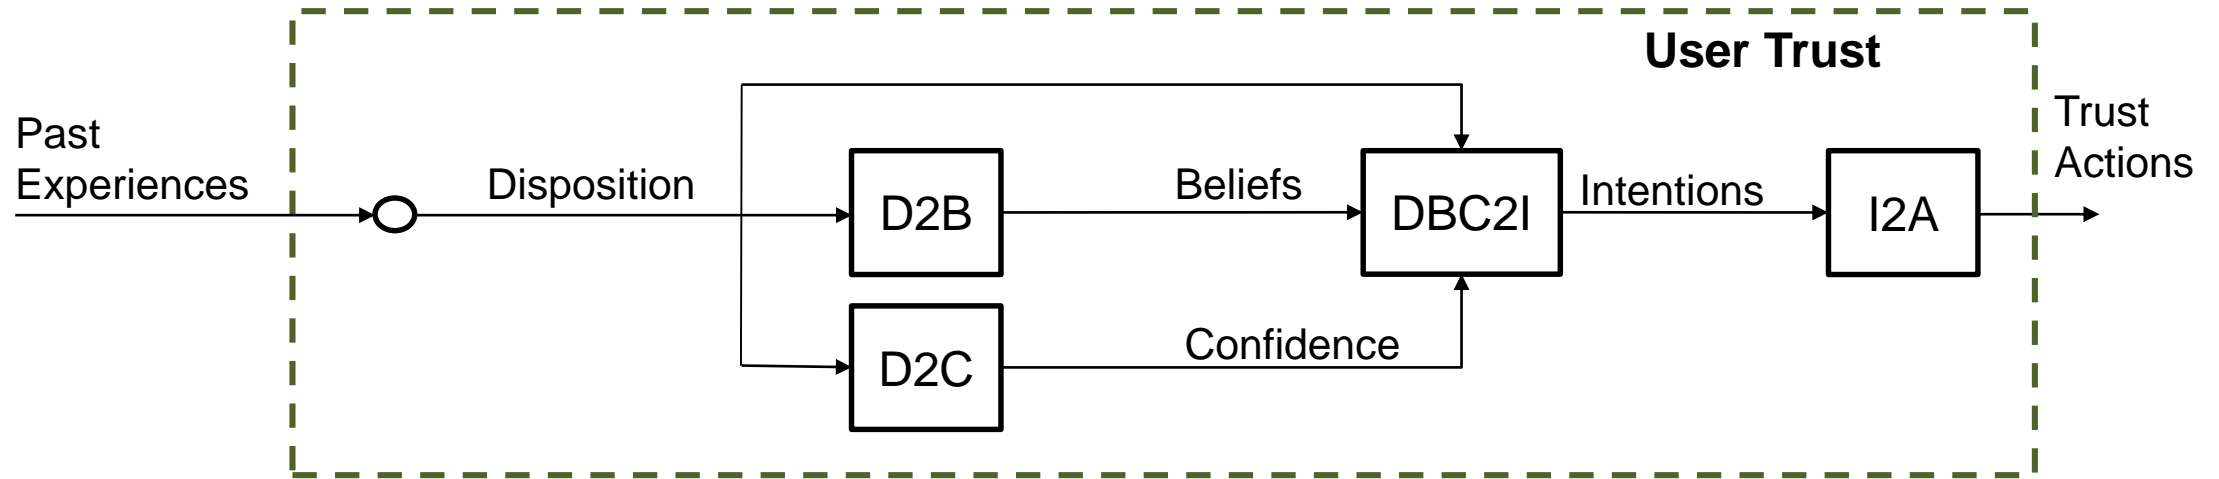 User Trust
Past
Experiences
Disposition
D2B
Beliefs
DBC2I
Intentions
I2A
Trust
Actions
D2C
Confidence